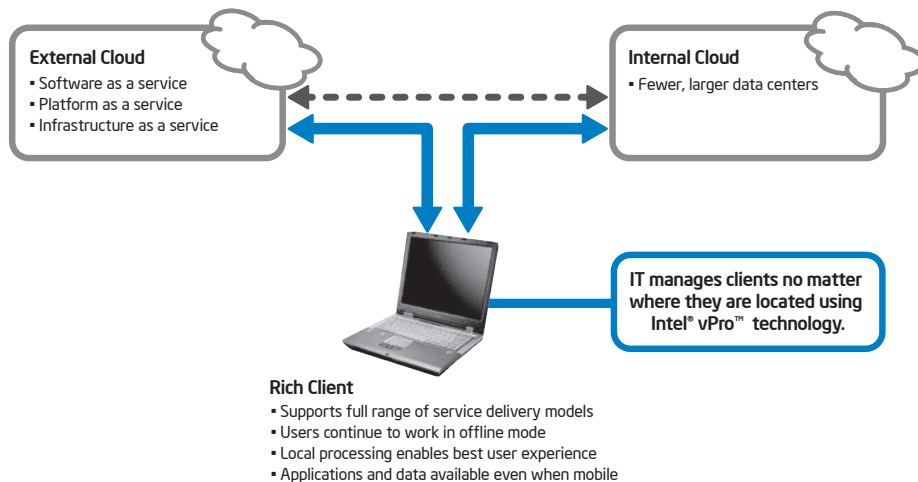 External Cloud
▪ Software as a service
▪ Platform as a service
▪ Infrastructure as a service
Internal Cloud
▪ Fewer, larger data centers
IT manages clients no matter
where they are located using
Intel® vPro™ technology.
Rich Client
▪ Supports full range of service delivery models
▪ Users continue to work in offline mode
▪ Local processing enables best user experience
▪ Applications and data available even when mobile